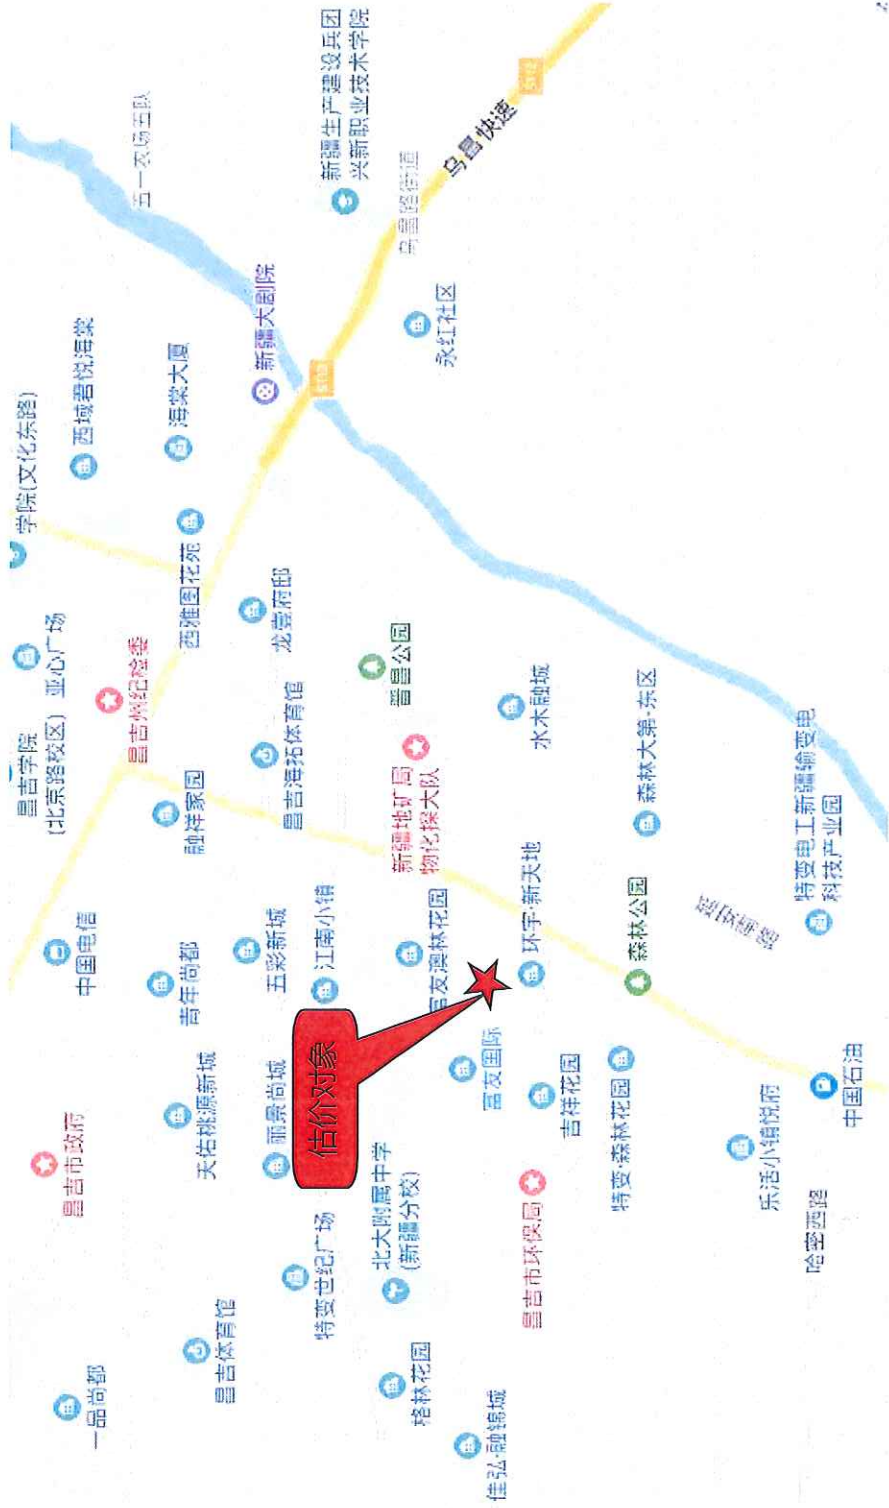 一品尚都
昌吉市政府
中国电信
昌吉学院
(北京路校区)
亚心广场
学院(文化东路)
西域君悦海棠
五一农场五队
昌吉体育馆
天佑桃源新城
青年尚都
融祥家园
昌吉州纪检委
西雅图花苑
海棠大厦
特变世纪广场
丽景尚城
五彩新城
江南小镇
昌吉海拓体育馆
龙壹府邸
新疆大剧院
估价对象
格林花园
北大附属中学
(新疆分校)
富友澳林花园
新疆地矿局
物化探大队
公园
乌昌路街道
新疆生产建设兵团
兴新职业技术学院
永红社区
乌昌快速
S112
佳弘·融锦城
富友国际
昌吉市环保局
吉祥花园
环宇·新天地
水木融城
特变·森林花园
森林公园
森林大第·东区
乐活小镇悦府
哈密西路
中国石油
特变电工新疆输变电
科技产业园